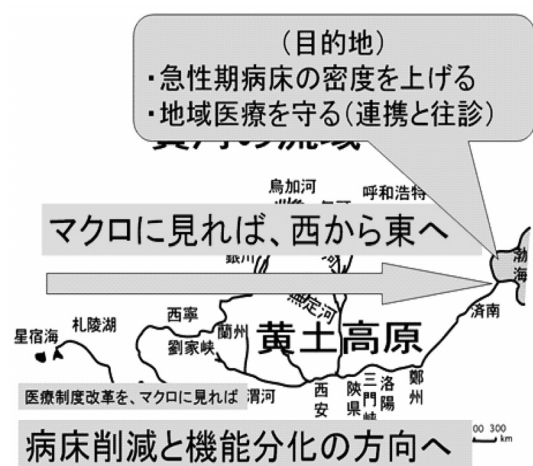 (目的地)
・急性期病床の密度を上げる
・地域医療を守る(連携と往診)
烏加河
呼和浩特
マクロに見れば、西から東へ
銀川
無定河
渤海
済南
西寧
蘭州
黄土高原
札陵湖
星宿海
劉家峡
渭河
西安
陝県
三門峡
洛陽
鄭州
医療制度改革を、マクロに見れば
300
km
病床削減と機能分化の方向へ